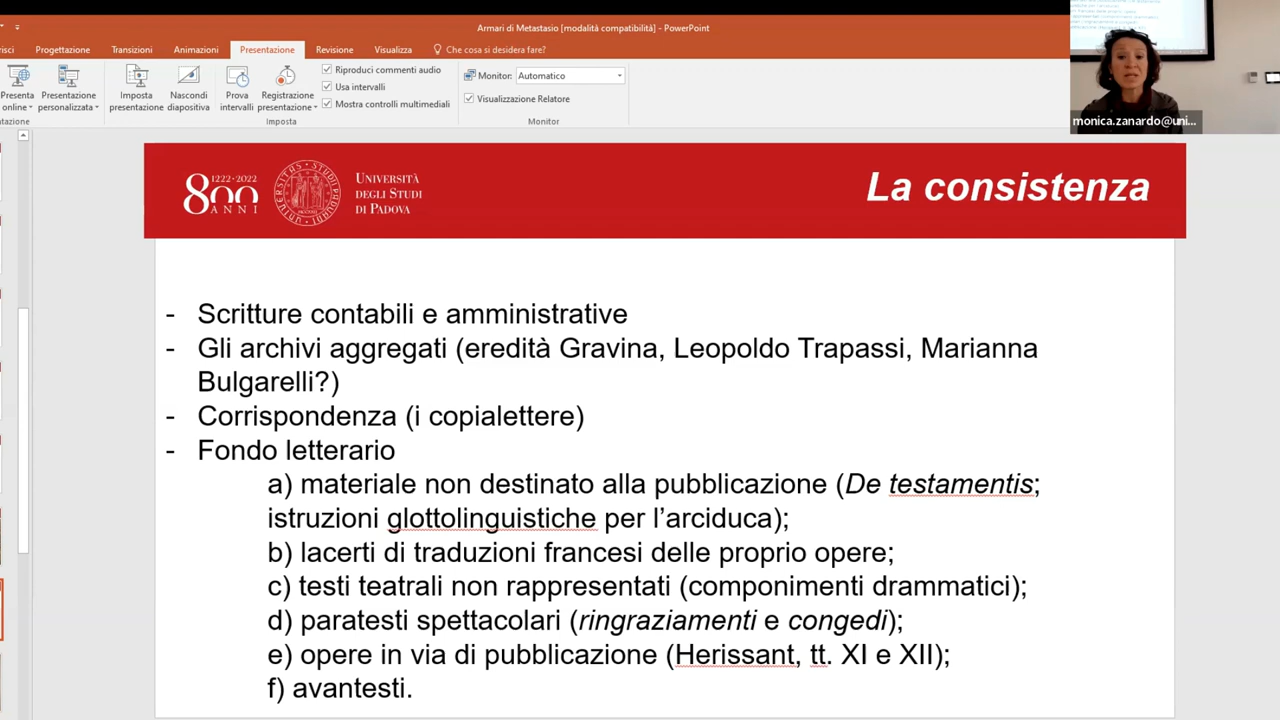 Armari di Metastasio [modalità compatibilità] - PowerPoint
Progettazione
Transizioni
Animazioni
Presentazione
Revisione
Visualizza
Che cosa si desidera fare?
Presenta online
Presentazione personalizzata
Imposta presentazione
Nascondi diapositiva
Prova intervalli
Registrazione presentazione
Riproduci commenti audio
Usa intervalli
Mostra controlli multimediali
Imposta
Monitor: Automatico
Visualizzazione Relatore
Monitor
monica.zanardo@uni...
1222·2022
800
ANNI
UNIVERSITÀ
DEGLI STUDI
DI PADOVA
La consistenza
- Scritture contabili e amministrative
- Gli archivi aggregati (eredità Gravina, Leopoldo Trapassi, Marianna
Bulgarelli?)
- Corrispondenza (i copialettere)
- Fondo letterario
a) materiale non destinato alla pubblicazione (De testamentis;
istruzioni glottolinguistiche per l’arciduca);
b) lacerti di traduzioni francesi delle proprio opere;
c) testi teatrali non rappresentati (componimenti drammatici);
d) paratesti spettacolari (ringraziamenti e congedi);
e) opere in via di pubblicazione (Herissant, tt. XI e XII);
f) avantesti.